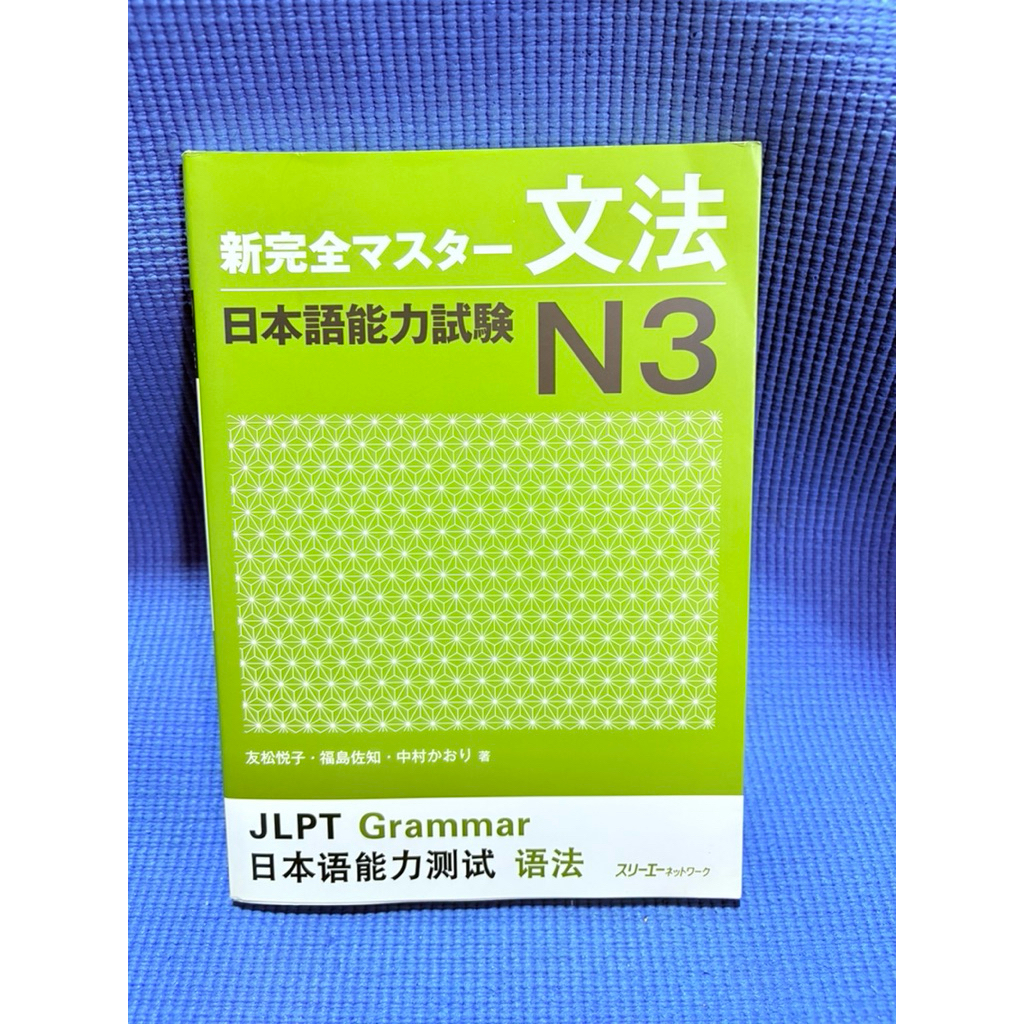 新完全マスター 文法
日本語能力試験 N3
友松悦子・福島佐知・中村かおり 著
JLPT Grammar
日本语能力测试 语法
スリーエーネットワーク